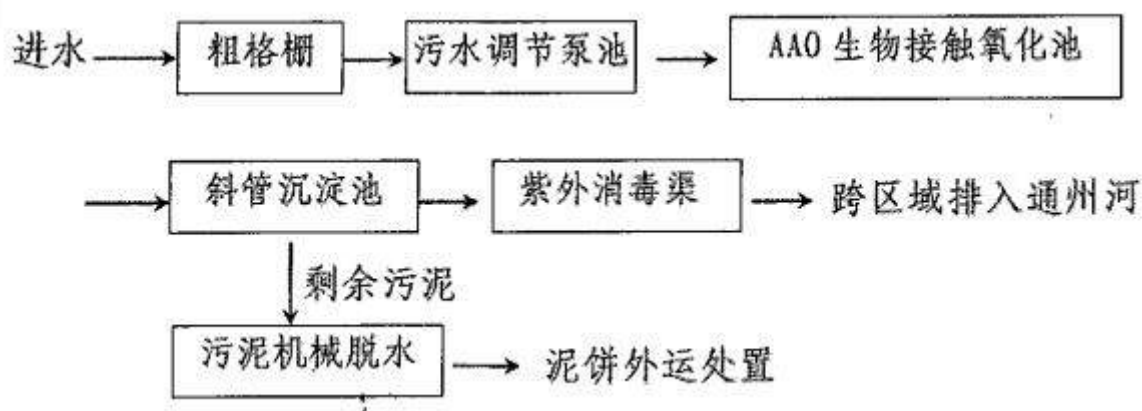 进水 粗格栅 污水调节泵池 AAO 生物接触氧化池
斜管沉淀池 紫外消毒渠 跨区域排入通州河
剩余污泥
污泥机械脱水 泥饼外运处置